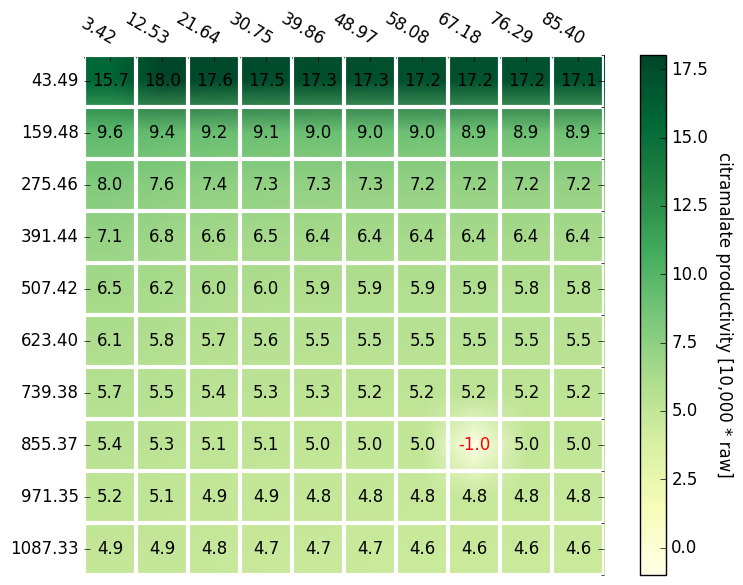 3.42 12.53 21.64 30.75 39.86 48.97 58.08 67.18 76.29 85.40
43.49 15.7 18.0 17.6 17.5 17.3 17.3 17.2 17.2 17.2 17.1
159.48 9.6 9.4 9.2 9.1 9.0 9.0 9.0 8.9 8.9 8.9
275.46 8.0 7.6 7.4 7.3 7.3 7.3 7.2 7.2 7.2 7.2
391.44 7.1 6.8 6.6 6.5 6.4 6.4 6.4 6.4 6.4 6.4
507.42 6.5 6.2 6.0 6.0 5.9 5.9 5.9 5.9 5.8 5.8
623.40 6.1 5.8 5.7 5.6 5.5 5.5 5.5 5.5 5.5 5.5
739.38 5.7 5.5 5.4 5.3 5.3 5.2 5.2 5.2 5.2 5.2
855.37 5.4 5.3 5.1 5.1 5.0 5.0 5.0 -1.0 5.0 5.0
971.35 5.2 5.1 4.9 4.9 4.8 4.8 4.8 4.8 4.8 4.8
1087.33 4.9 4.9 4.8 4.7 4.7 4.7 4.6 4.6 4.6 4.6
17.5
15.0
12.5
10.0
7.5
5.0
2.5
0.0
citramalate productivity [10,000 * raw]